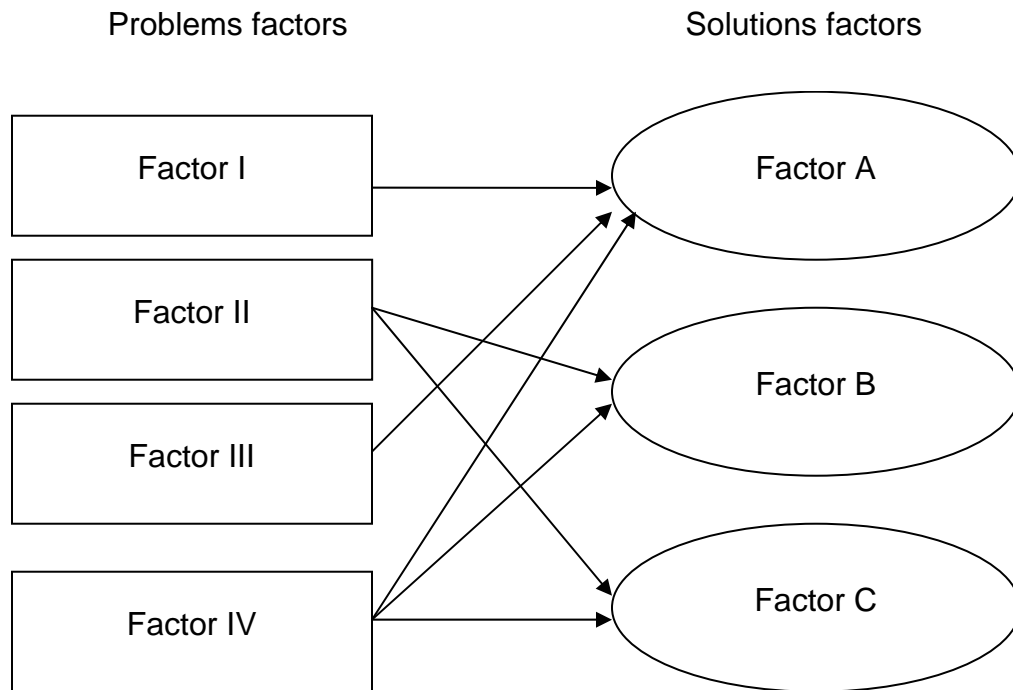 Problems factors
Solutions factors
Factor I
Factor A
Factor II
Factor B
Factor III
Factor IV
Factor C